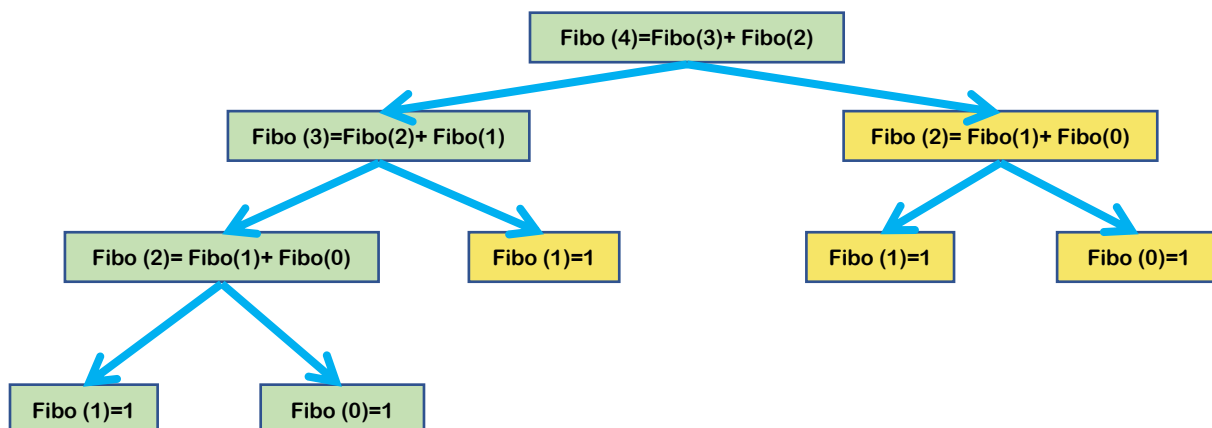 Fibo (4)=Fibo(3)+ Fibo(2)
Fibo (3)=Fibo(2)+ Fibo(1)
Fibo (2)= Fibo(1)+ Fibo(0)
Fibo (2)= Fibo(1)+ Fibo(0)
Fibo (1)=1
Fibo (1)=1
Fibo (0)=1
Fibo (1)=1
Fibo (0)=1